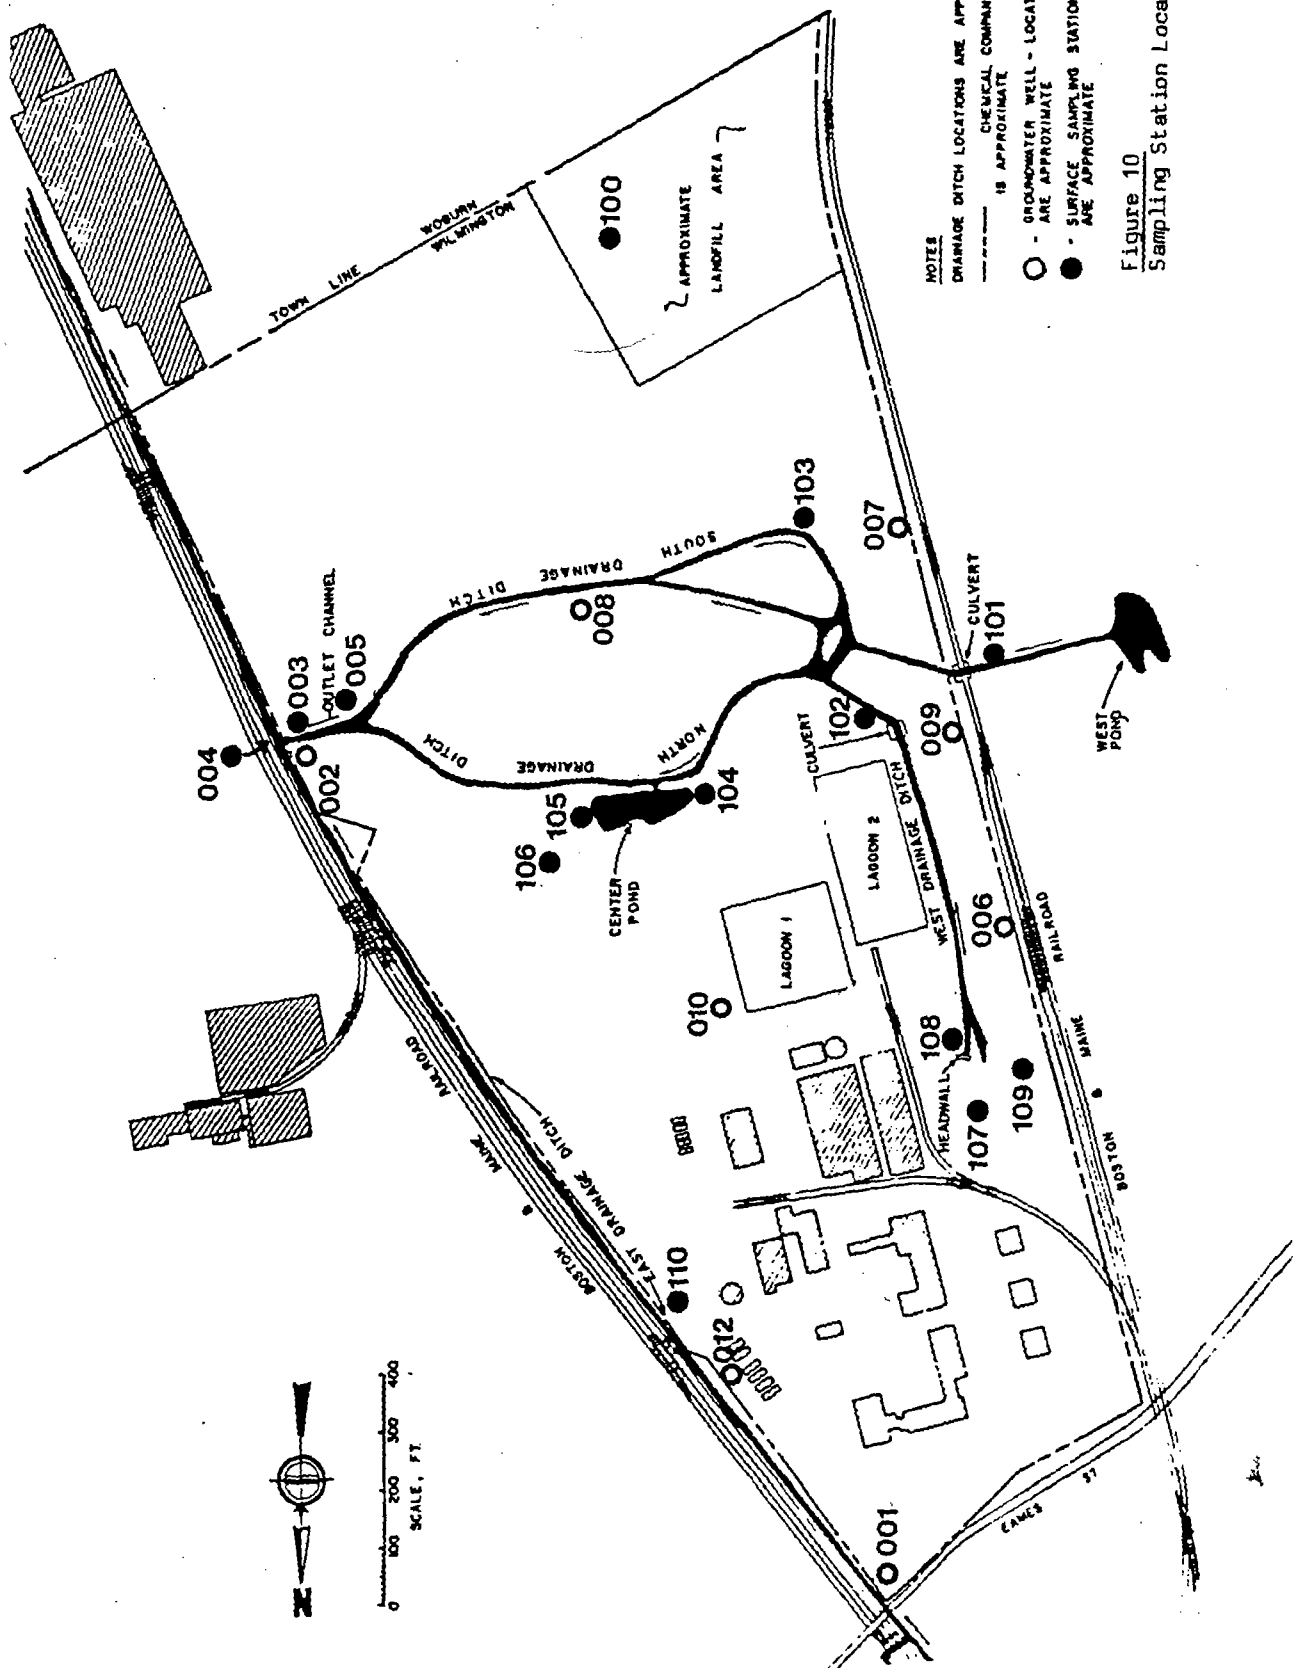 TOWN LINE
WOBURN
WILMINGTON
100
APPROXIMATE
LANDFILL AREA
NOTES
DRAINAGE DITCH LOCATIONS ARE APP
CHEMICAL COMPAN
IS APPROXIMATE
- GROUNDWATER WELL - LOCAT
ARE APPROXIMATE
- SURFACE SAMPLING STATION
ARE APPROXIMATE
Figure 10
Sampling Station Loca
004
003
OUTLET CHANNEL
005
002
SOUTH DRAINAGE DITCH
008
103
007
CULVERT
101
WEST
POND
NORTH DRAINAGE DITCH
105
106
104
CENTER
POND
CULVERT
102
009
LAGOON 1
LAGOON 2
WEST DRAINAGE DITCH
006
010
108
HEADWALL
107
109
BOSTON & MAINE RAILROAD
BOSTON & MAINE RAILROAD
EAST DRAINAGE DITCH
110
012
001
EAMES ST
N
0 100 200 300 400
SCALE, FT.